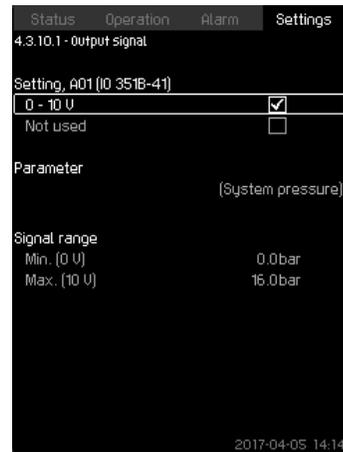 Status Operation Alarm Settings
4.3.10.1 - Output signal
Setting, AO1 (IO 351B-41)
0 - 10 V
Not used
Parameter
(System pressure)
Signal range
Min. (0 V) 0.0bar
Max. (10 V) 16.0bar
2017-04-05 14:14